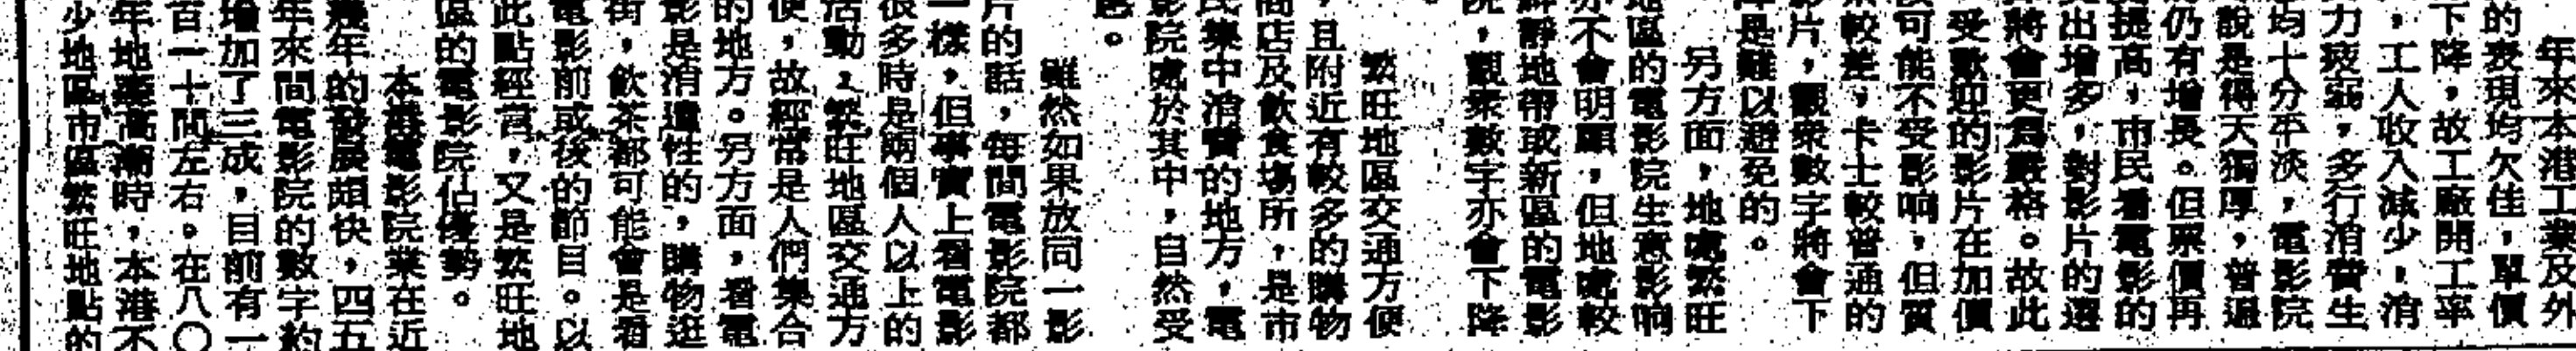 年來本港工業及外
的表現均欠佳，單價
下降，故工廠開工率
，工人收入減少，消
力疲弱，多行消費生
均十分平淡，電影院
說是得天獨厚，普通
仍有增長。但票價再
提高，市民看電影的
支出增多，對影片的選
將會更為嚴格。故此
受歡迎的影片在加價
後可能不受影响，但質
較差，卡士較普通的
影片，觀衆數字將會下
降是難以避免的。
另方面，地處繁旺
地區的電影院生意影响
亦不會明顯，但地處較
僻靜地帶或新區的電影
院，觀衆數字亦會下降
。
繁旺地區交通方便
，且附近有較多的購物
商店及飲食場所，是市
民集中消費的地方，電
影院處於其中，自然受
惠。
雖然如果放同一影
片的話，每間電影院都
一樣，但事實上看電影
很多時是兩個人以上的
活動，繁旺地區交通方
便，故經常是人們集合
的地方。另方面，看電
影是消遣性的，購物逛
街，飲茶都可能會是看
電影前或後的節目。以
此點經言，又是繁旺地
區的電影院佔優勢。
本港電影院業在近
幾年的發展頗快，四五
年來間電影院的數字約
增加了三成，目前有一
百一十間左右。在八〇
年地產高潮時，本港不
少地區市區繁旺地點的